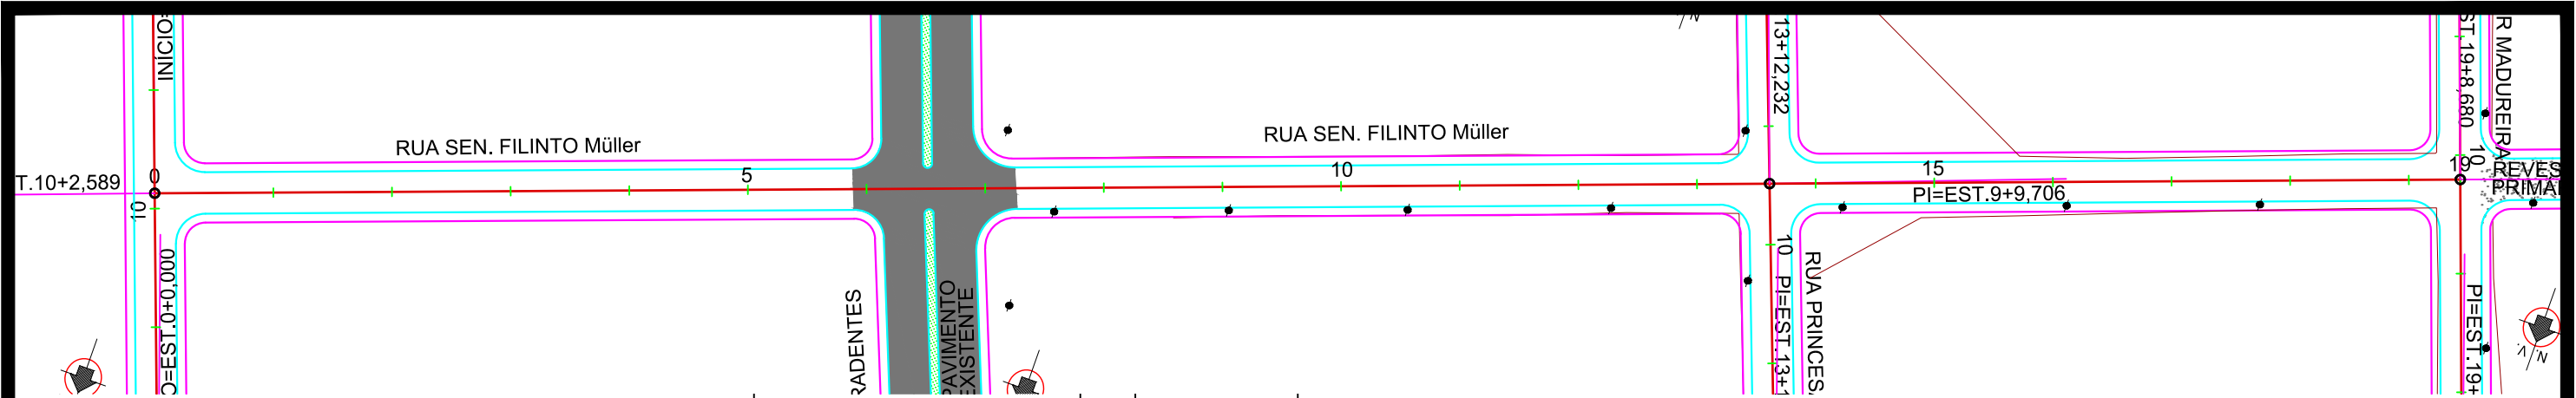 INÍCIO=
RUA SEN. FILINTO Müller
RUA SEN. FILINTO Müller
N
13+12,232
ST.19+8,680
R MADUREIRA
T.10+2,589
0
5
10
15
19
10
REVES
PRIMA
PI=EST.9+9,706
10
O=EST.0+0,000
RADENTES
PAVIMENTO
EXISTENTE
10
PI=EST.13+1
RUA PRINCESA
PI=EST.19+
N.V.
N